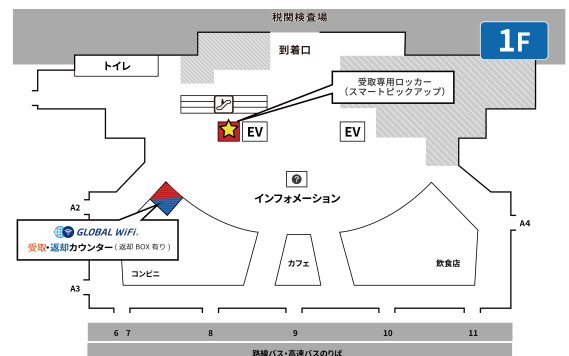 税関検査場
1F
到着口
トイレ
受取専用ロッカー
(スマートピックアップ)
EV
EV
?
インフォメーション
A2
A4
GLOBAL WiFi.
受取・返却カウンター(返却BOX有り)
カフェ
飲食店
コンビニ
A3
6 7 8 9 10 11
路線バス・高速バスのりば